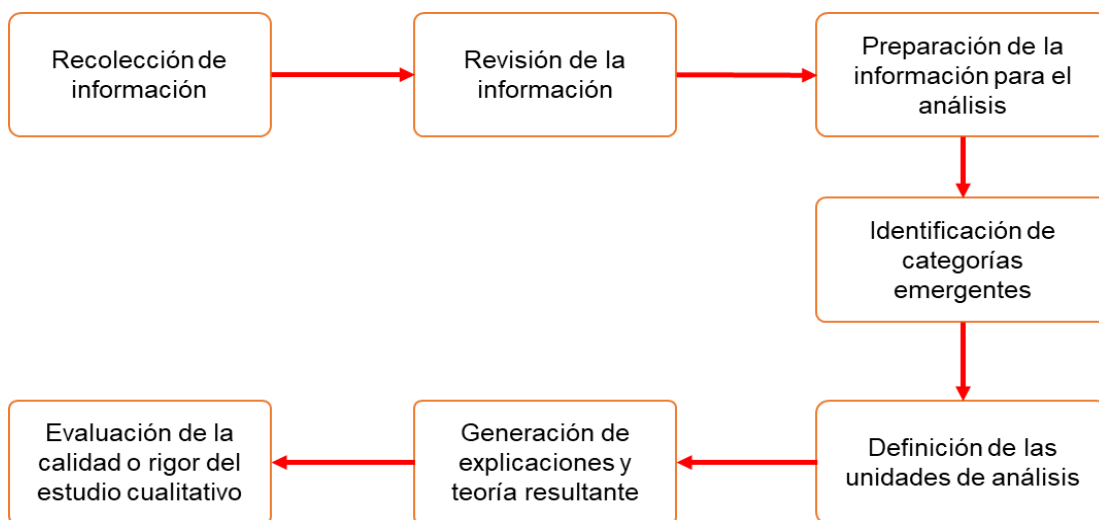 Recolección de
información
Revisión de la
información
Preparación de la
información para el
análisis
Identificación de
categorías
emergentes
Definición de las
unidades de análisis
Generación de
explicaciones y
teoría resultante
Evaluación de la
calidad o rigor del
estudio cualitativo